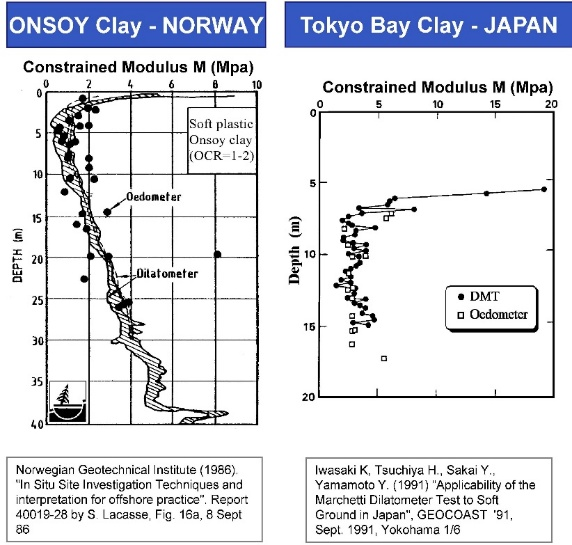 ONSOY Clay - NORWAY
Constrained Modulus M (Mpa)
0 2 4 6 8 10
0
5
10
15
20
25
30
35
40
DEPTH (m)
Soft plastic
Onsoy clay
(OCR=1-2)
Oedometer
Dilatometer
Norwegian Geotechnical Institute (1986).
"In Situ Site Investigation Techniques and
interpretation for offshore practice". Report
40019-28 by S. Lacasse, Fig. 16a, 8 Sept
86
Tokyo Bay Clay - JAPAN
Constrained Modulus M (Mpa)
0 5 10 15 20
0
5
10
15
20
Depth (m)
DMT
Oedometer
Iwasaki K, Tsuchiya H., Sakai Y.,
Yamamoto Y. (1991) "Applicability of the
Marchetti Dilatometer Test to Soft
Ground in Japan", GEOCOAST '91,
Sept. 1991, Yokohama 1/6